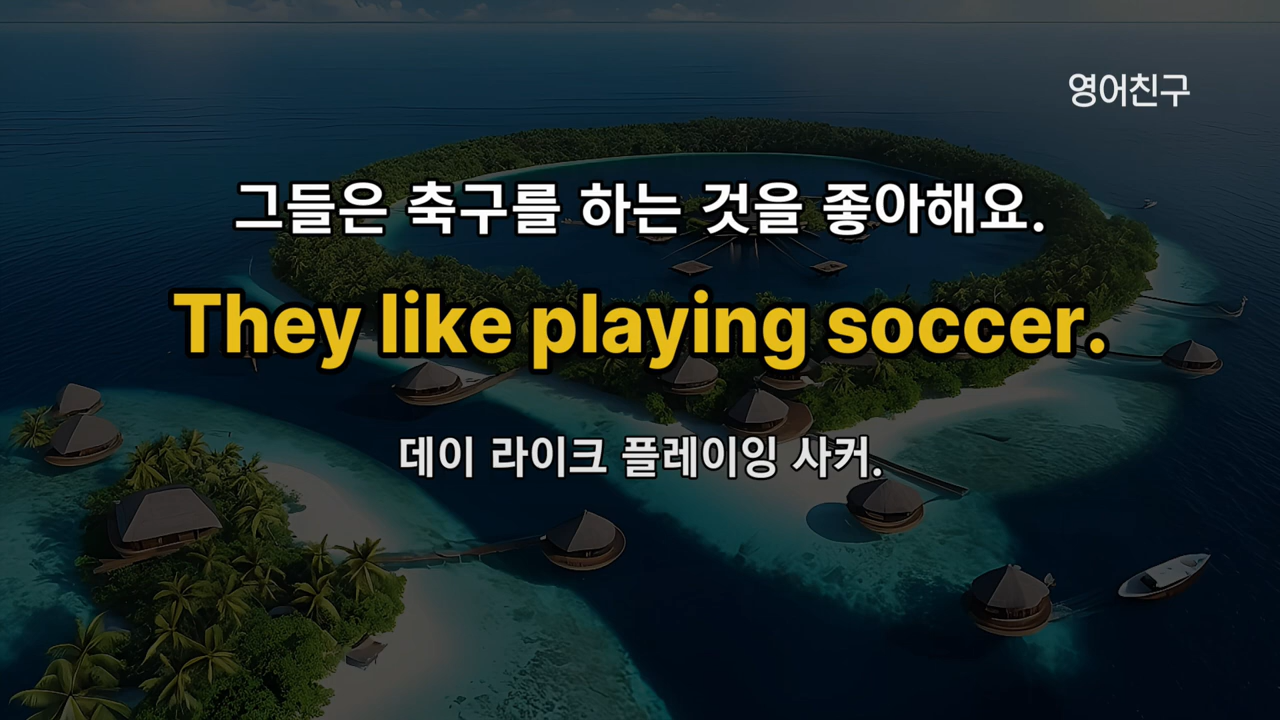 영어친구
그들은 축구를 하는 것을 좋아해요.
They like playing soccer.
데이 라이크 플레이잉 사커.